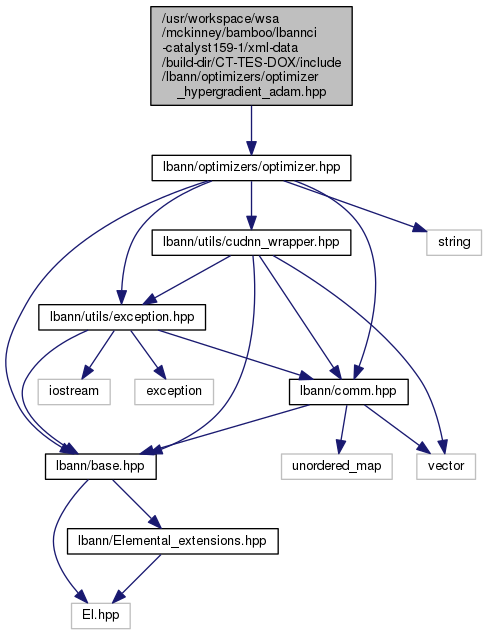 /usr/workspace/wsa
/mckinney/bamboo/lbannci
-catalyst159-1/xml-data
/build-dir/CT-TES-DOX/include
/lbann/optimizers/optimizer
_hypergradient_adam.hpp
lbann/optimizers/optimizer.hpp
lbann/utils/cudnn_wrapper.hpp
string
lbann/utils/exception.hpp
iostream
exception
lbann/comm.hpp
lbann/base.hpp
unordered_map
vector
lbann/Elemental_extensions.hpp
El.hpp